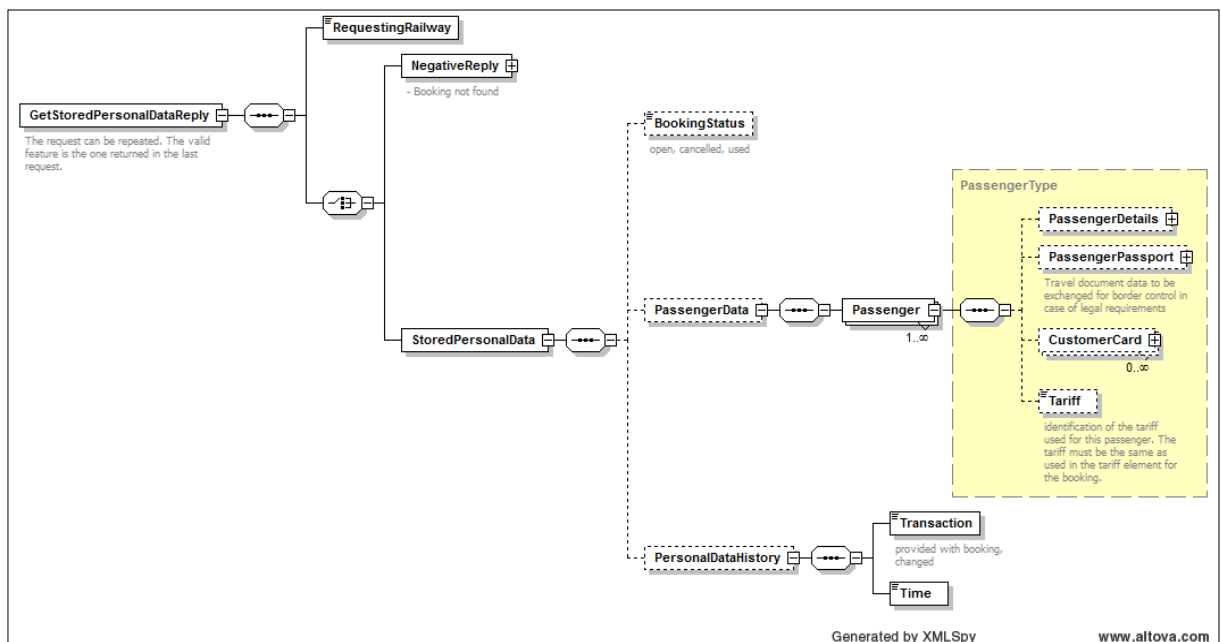 RequestingRailway
NegativeReply
- Booking not found
GetStoredPersonalDataReply
The request can be repeated. The valid
feature is the one returned in the last
request.
BookingStatus
open, cancelled, used
PassengerType
PassengerDetails
PassengerPassport
Travel document data to be
exchanged for border control in
case of legal requirements
PassengerData
Passenger
1..∞
StoredPersonalData
CustomerCard
0..∞
Tariff
identification of the tariff
used for this passenger. The
tariff must be the same as
used in the tariff element for
the booking.
Transaction
provided with booking,
changed
PersonalDataHistory
Time
Generated by XMLSpy
www.altova.com